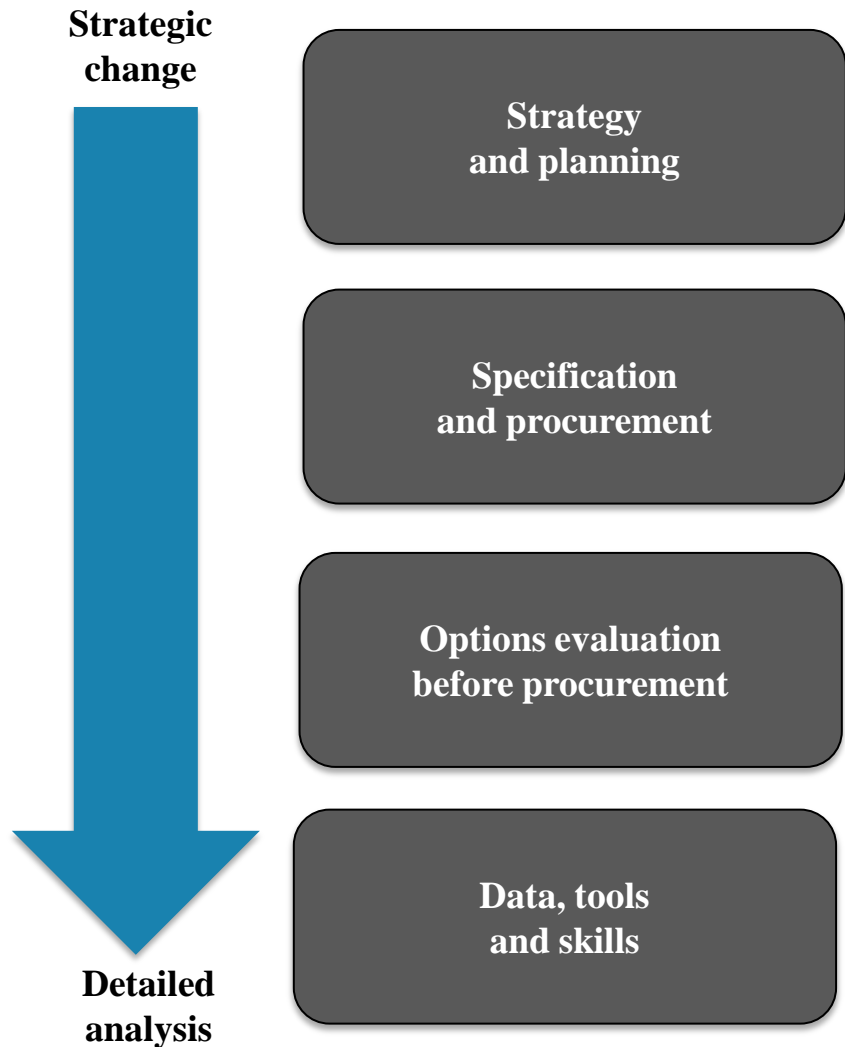 Strategic
change
Strategy
and planning
Specification
and procurement
Options evaluation
before procurement
Data, tools
and skills
Detailed
analysis